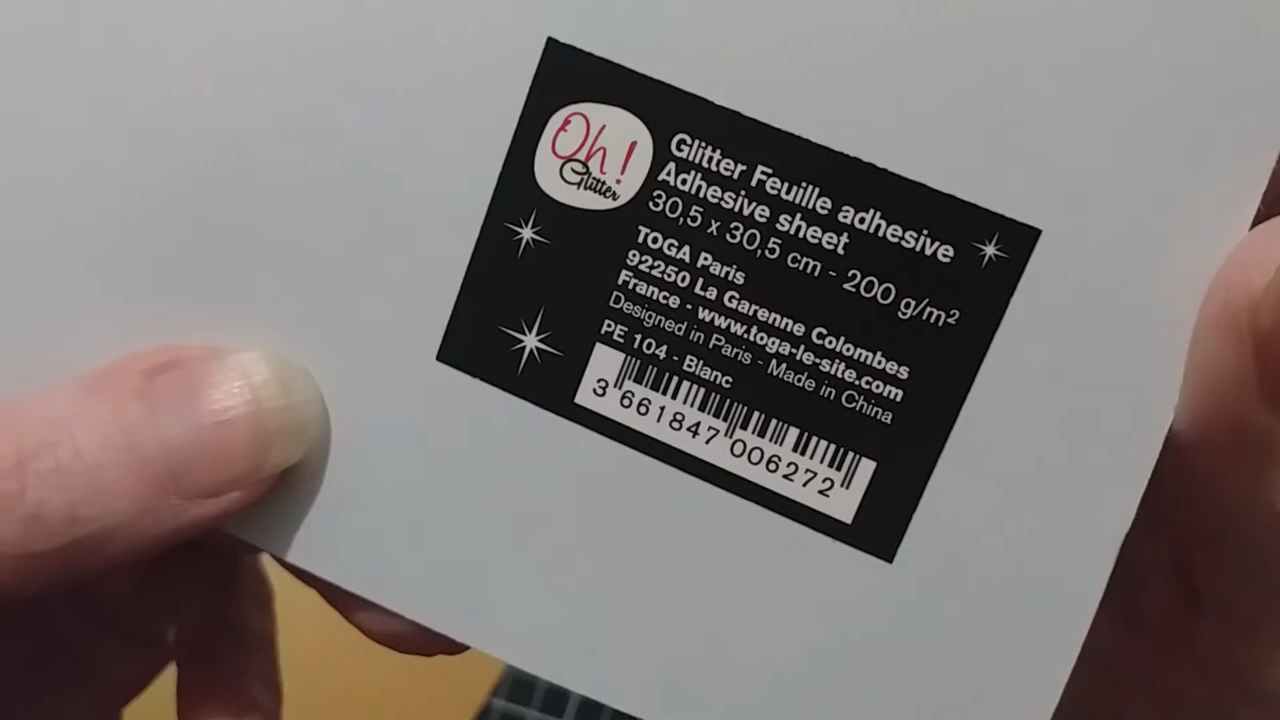 Oh!
Glitter
Glitter Feuille adhesive
Adhesive sheet
30,5 x 30,5 cm - 200 g/m²
TOGA Paris
92250 La Garenne Colombes
France - www.toga-le-site.com
Designed in Paris - Made in China
PE 104 - Blanc
3 661847 006272